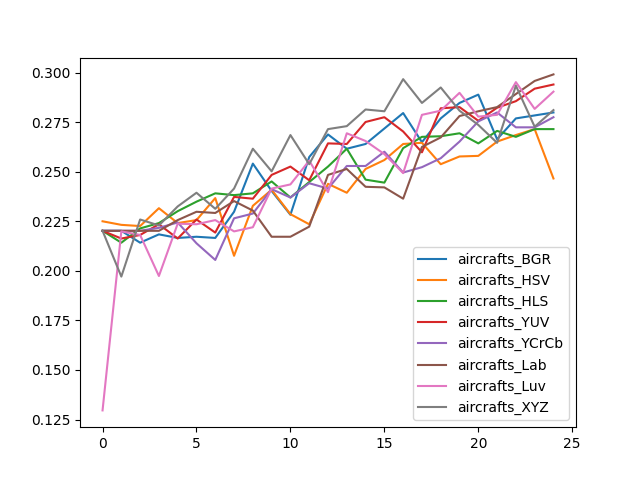 0.300
0.275
0.250
0.225
0.200
0.175
0.150
0.125
0 5 10 15 20 25
aircrafts_BGR
aircrafts_HSV
aircrafts_HLS
aircrafts_YUV
aircrafts_YCrCb
aircrafts_Lab
aircrafts_Luv
aircrafts_XYZ